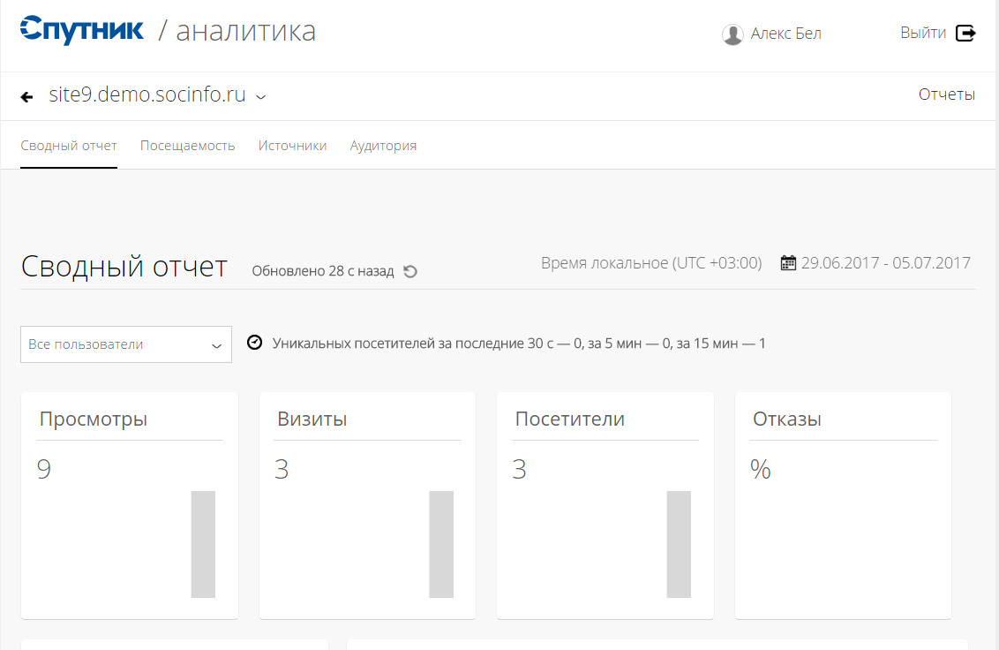 Спутник / аналитика
Алекс Бел
Выйти
site9.demo.socinfo.ru
Отчеты
Сводный отчет Посещаемость Источники Аудитория
Сводный отчет Обновлено 28 с назад
Время локальное (UTC +03:00) 29.06.2017 - 05.07.2017
Все пользователи
Уникальных посетителей за последние 30 с — 0, за 5 мин — 0, за 15 мин — 1
Просмотры
9
Визиты
3
Посетители
3
Отказы
%